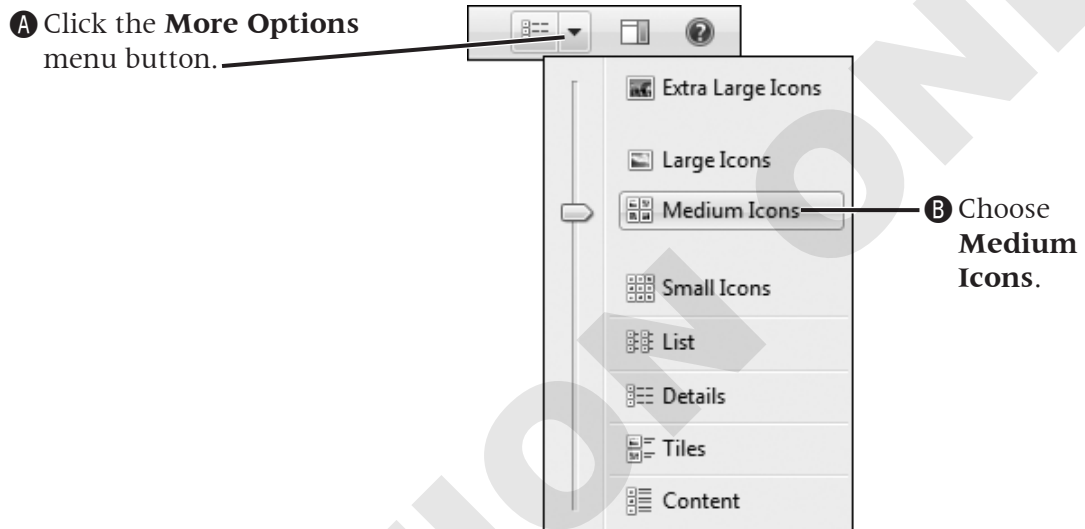 A Click the More Options
menu button.
Extra Large Icons
Large Icons
Medium Icons
B Choose
Medium
Icons.
Small Icons
List
Details
Tiles
Content